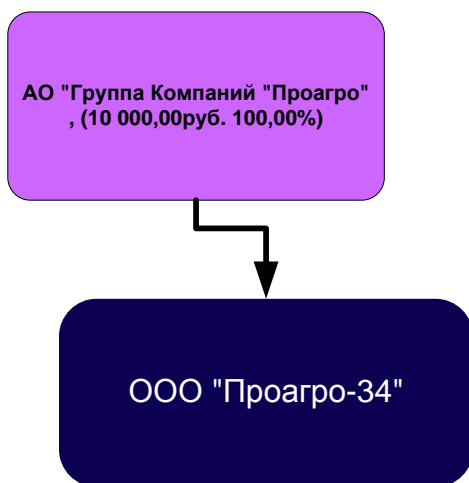 АО "Группа Компаний "Проагро"
, (10 000,00руб. 100,00%)
ООО "Проагро-34"